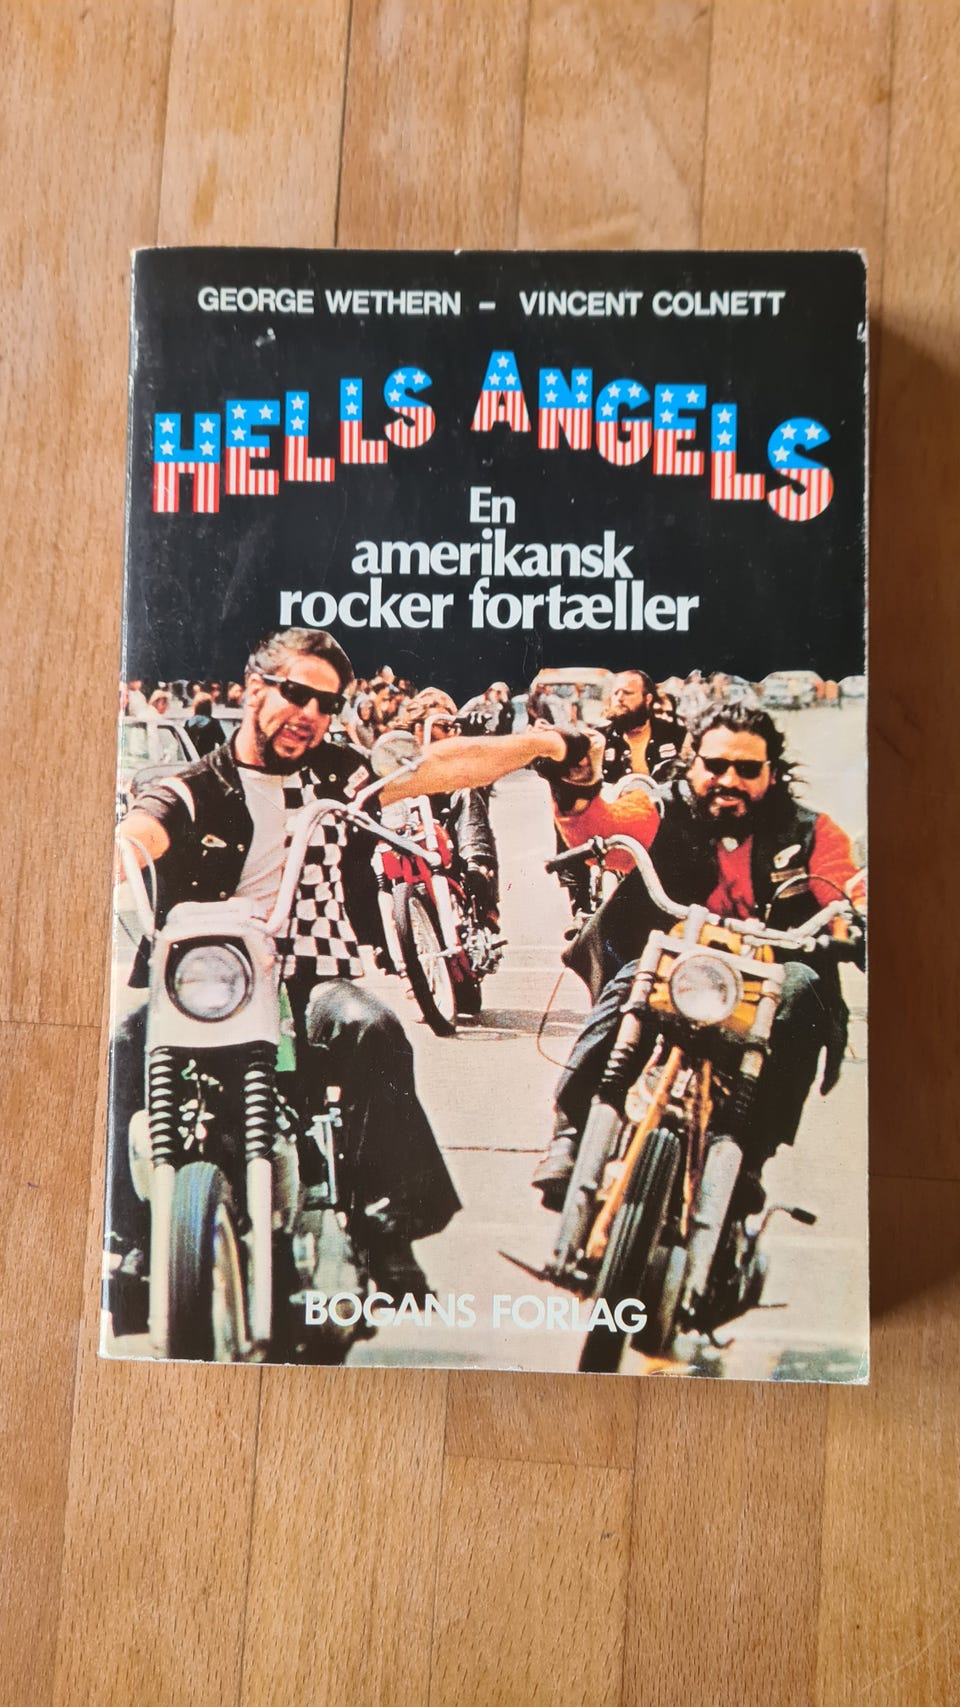 GEORGE WETHERN – VINCENT COLNETT
HELLS ANGELS
En
amerikansk
rocker fortæller
BOGANS FORLAG